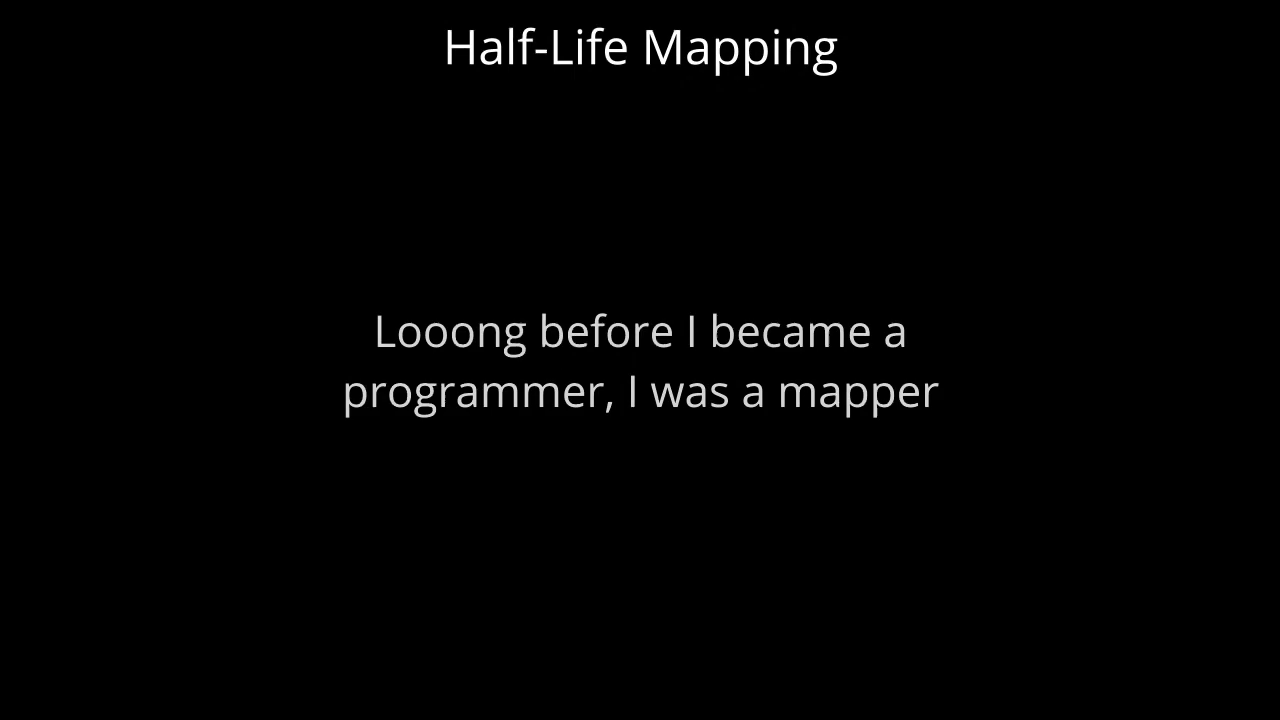 Half-Life Mapping
Looong before I became a
programmer, I was a mapper